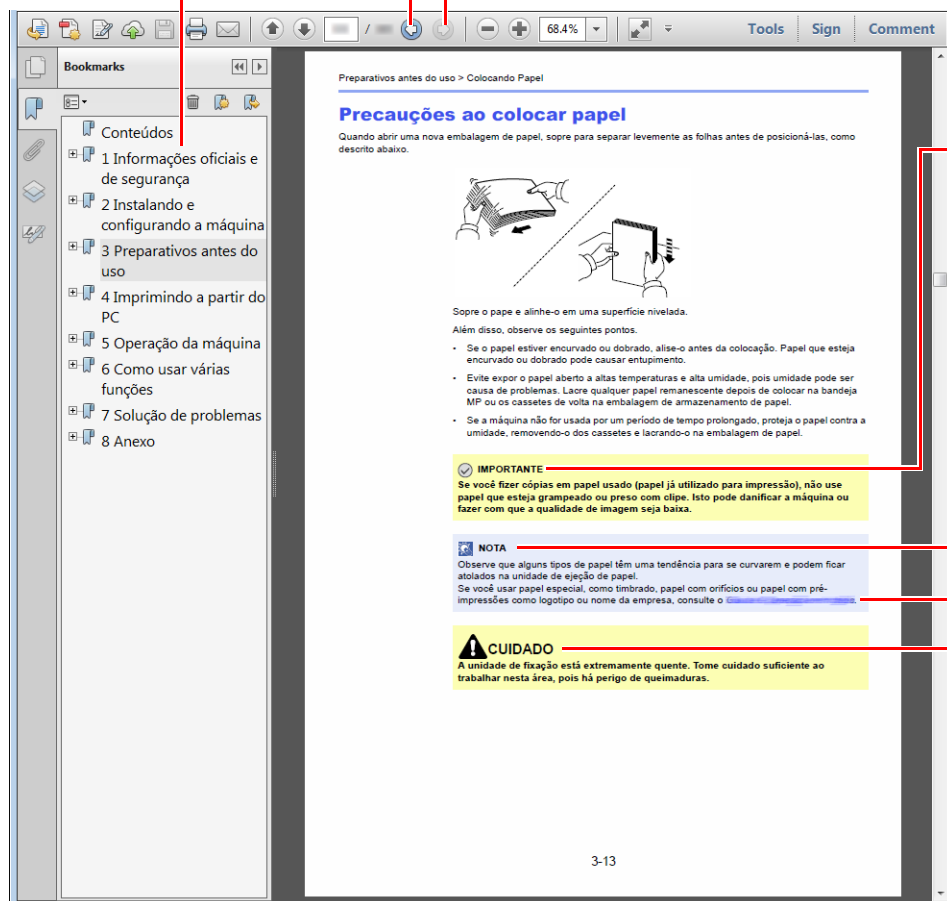 /
68.4%
Tools
Sign
Comment
Bookmarks
Conteúdos
1 Informações oficiais e
de segurança
2 Instalando e
configurando a máquina
3 Preparativos antes do
uso
4 Imprimindo a partir do
PC
5 Operação da máquina
6 Como usar várias
funções
7 Solução de problemas
8 Anexo
Preparativos antes do uso > Colocando Papel
Precauções ao colocar papel
Quando abrir uma nova embalagem de papel, sopre para separar levemente as folhas antes de posicioná-las, como
descrito abaixo.
Sopre o pape e alinhe-o em uma superfície nivelada.
Além disso, observe os seguintes pontos.
• Se o papel estiver encurvado ou dobrado, alise-o antes da colocação. Papel que esteja
encurvado ou dobrado pode causar entupimento.
• Evite expor o papel aberto a altas temperaturas e alta umidade, pois umidade pode ser
causa de problemas. Lacre qualquer papel remanescente depois de colocar na bandeja
MP ou os cassetes de volta na embalagem de armazenamento de papel.
• Se a máquina não for usada por um período de tempo prolongado, proteja o papel contra a
umidade, removendo-o dos cassetes e lacrando-o na embalagem de papel.
IMPORTANTE
Se você fizer cópias em papel usado (papel já utilizado para impressão), não use
papel que esteja grampeado ou preso com clipe. Isto pode danificar a máquina ou
fazer com que a qualidade de imagem seja baixa.
NOTA
Observe que alguns tipos de papel têm uma tendência para se curvarem e podem ficar
atolados na unidade de ejeção de papel.
Se você usar papel especial, como timbrado, papel com orifícios ou papel com pré-
impressões como logotipo ou nome da empresa, consulte o
CUIDADO
A unidade de fixação está extremamente quente. Tome cuidado suficiente ao
trabalhar nesta área, pois há perigo de queimaduras.
3-13